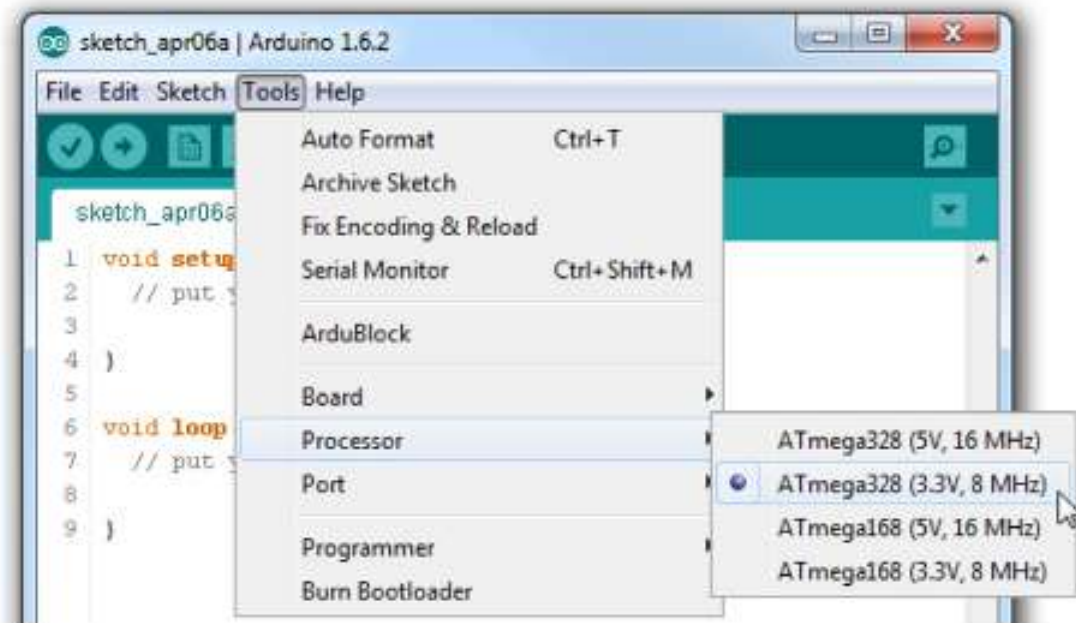 sketch_apr06a | Arduino 1.6.2
File Edit Sketch Tools Help
Auto Format Ctrl+T
Archive Sketch
Fix Encoding & Reload
Serial Monitor Ctrl+Shift+M
ArduBlock
Board
Processor
Port
Programmer
Burn Bootloader
ATmega328 (5V, 16 MHz)
ATmega328 (3.3V, 8 MHz)
ATmega168 (5V, 16 MHz)
ATmega168 (3.3V, 8 MHz)
sketch_apr06a
1 void setup
2 // put y
3
4 }
5
6 void loop
7 // put y
8
9 }